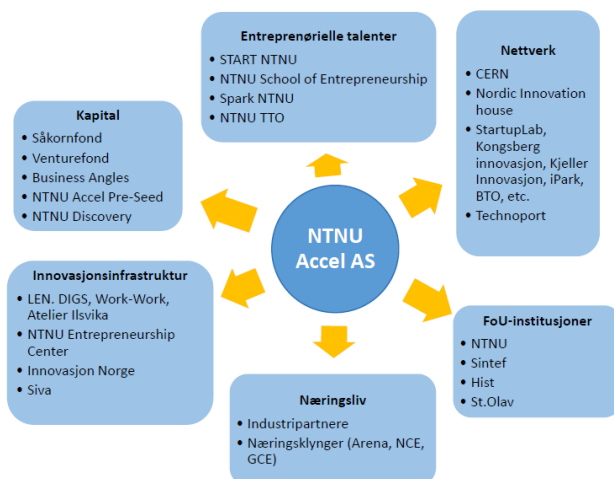 Entreprenørielle talenter
• START NTNU
• NTNU School of Entrepreneurship
• Spark NTNU
• NTNU TTO
Nettverk
• CERN
• Nordic Innovation
house
• StartupLab,
Kongsberg
innovasjon, Kjeller
Innovasjon, iPark,
BTO, etc.
• Technoport
Kapital
• Såkornfond
• Venturefond
• Business Angles
• NTNU Accel Pre-Seed
• NTNU Discovery
NTNU
Accel AS
Innovasjonsinfrastruktur
• LEN. DIGS, Work-Work,
Atelier Ilsvika
• NTNU Entrepreneurship
Center
• Innovasjon Norge
• Siva
FoU-institusjoner
• NTNU
• Sintef
• Hist
• St.Olav
Næringsliv
• Industripartnere
• Næringsklynger (Arena, NCE,
GCE)